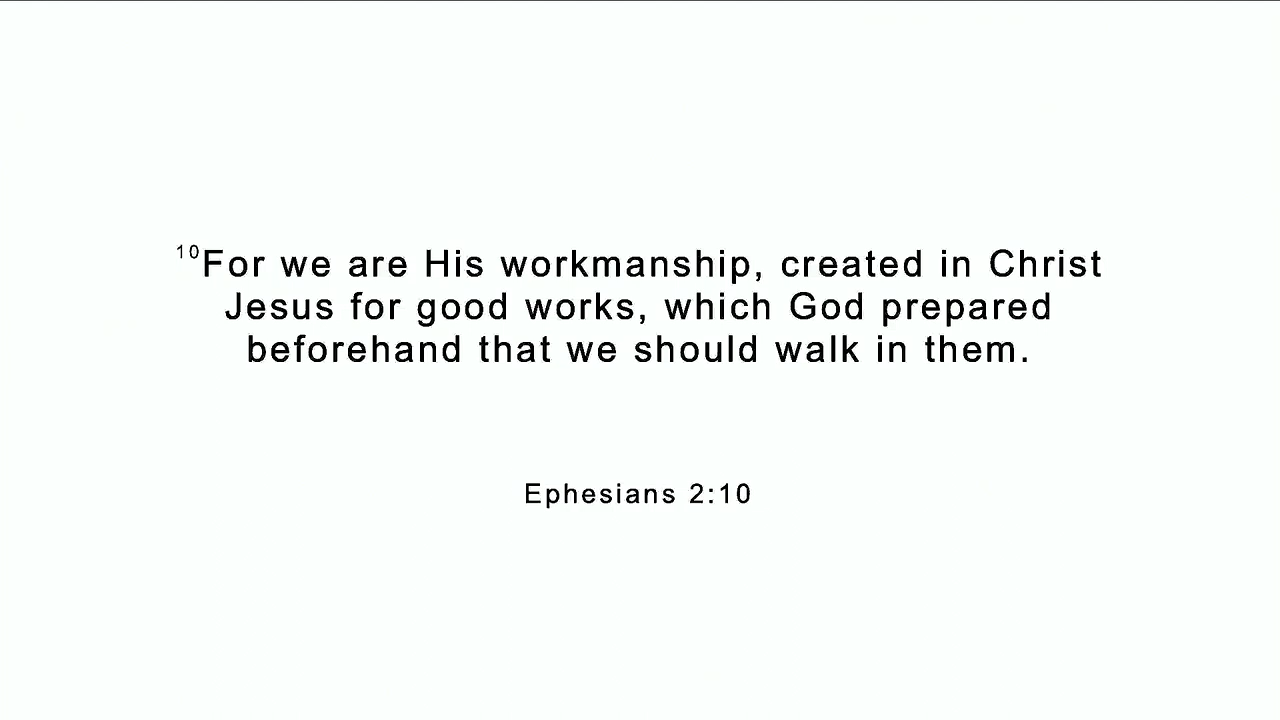 10For we are His workmanship, created in Christ
Jesus for good works, which God prepared
beforehand that we should walk in them.
Ephesians 2:10